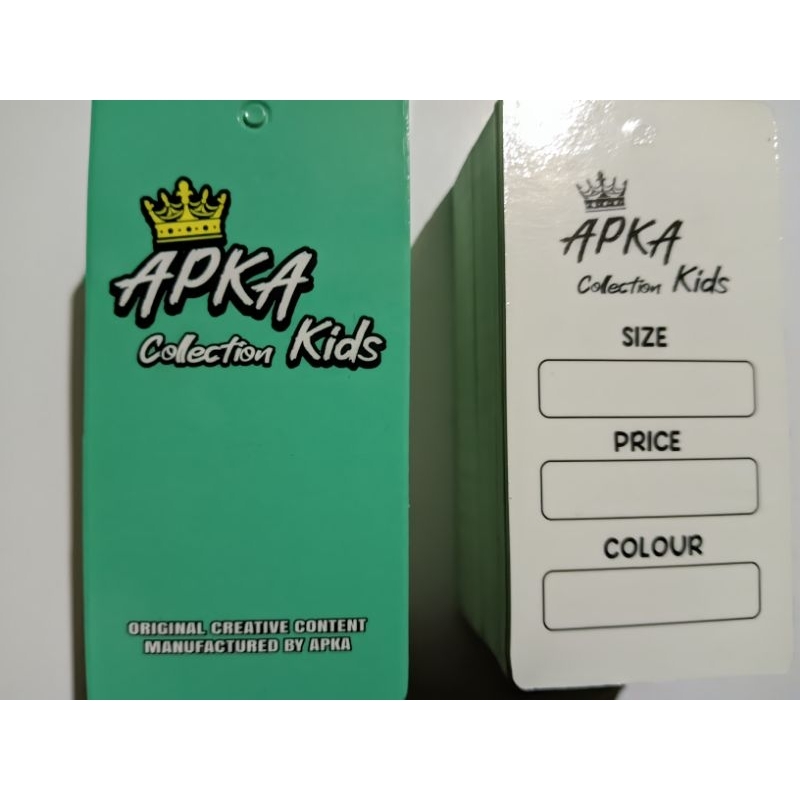 APKA
Collection Kids
ORIGINAL CREATIVE CONTENT
MANUFACTURED BY APKA
APKA
Collection Kids
SIZE
PRICE
COLOUR